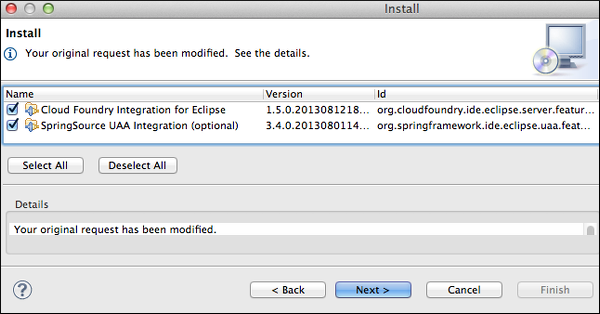 Install
Install
Your original request has been modified. See the details.
Name Version Id
Cloud Foundry Integration for Eclipse 1.5.0.2013081218... org.cloudfoundry.ide.eclipse.server.featur...
SpringSource UAA Integration (optional) 3.4.0.2013080114... org.springframework.ide.eclipse.uaa.feat...
Select All Deselect All
Details
Your original request has been modified.
? < Back Next > Cancel Finish